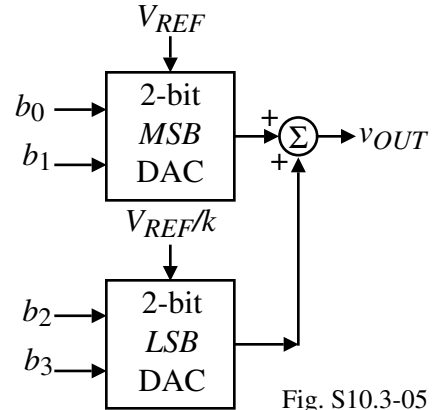 V_REF
b_0
b_1
2-bit
MSB
DAC
+
+
Σ
v_OUT
V_REF/k
b_2
b_3
2-bit
LSB
DAC
Fig. S10.3-05